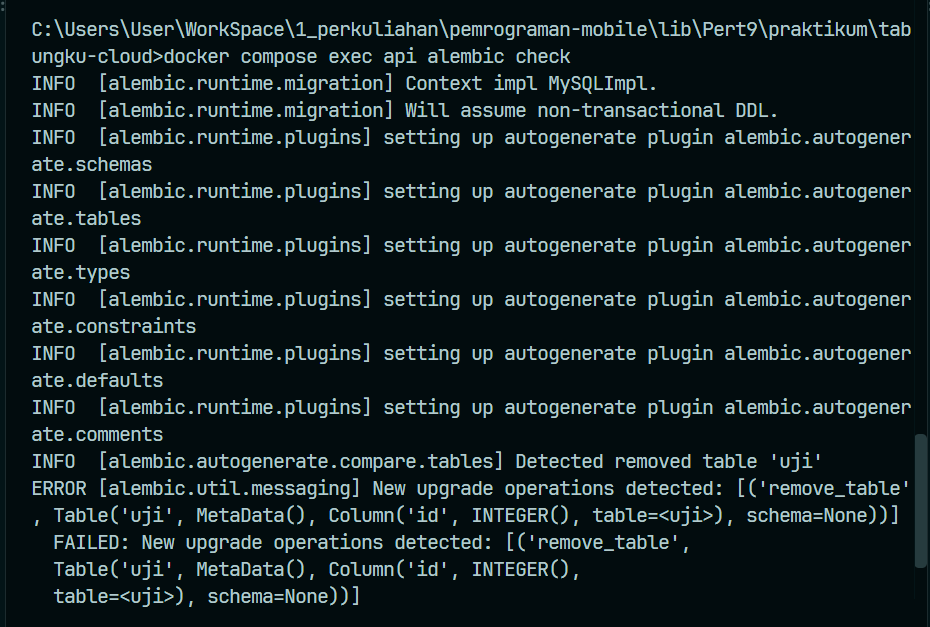 C:\Users\User\WorkSpace\1_perkuliahan\pemrograman-mobile\lib\Pert9\praktikum\tab
ungku-cloud>docker compose exec api alembic check
INFO  [alembic.runtime.migration] Context impl MySQLImpl.
INFO  [alembic.runtime.migration] Will assume non-transactional DDL.
INFO  [alembic.runtime.plugins] setting up autogenerate plugin alembic.autogener
ate.schemas
INFO  [alembic.runtime.plugins] setting up autogenerate plugin alembic.autogener
ate.tables
INFO  [alembic.runtime.plugins] setting up autogenerate plugin alembic.autogener
ate.types
INFO  [alembic.runtime.plugins] setting up autogenerate plugin alembic.autogener
ate.constraints
INFO  [alembic.runtime.plugins] setting up autogenerate plugin alembic.autogener
ate.defaults
INFO  [alembic.runtime.plugins] setting up autogenerate plugin alembic.autogener
ate.comments
INFO  [alembic.autogenerate.compare.tables] Detected removed table 'uji'
ERROR [alembic.util.messaging] New upgrade operations detected: [('remove_table'
, Table('uji', MetaData(), Column('id', INTEGER(), table=<uji>), schema=None))]
  FAILED: New upgrade operations detected: [('remove_table',
  Table('uji', MetaData(), Column('id', INTEGER(),
  table=<uji>), schema=None))]